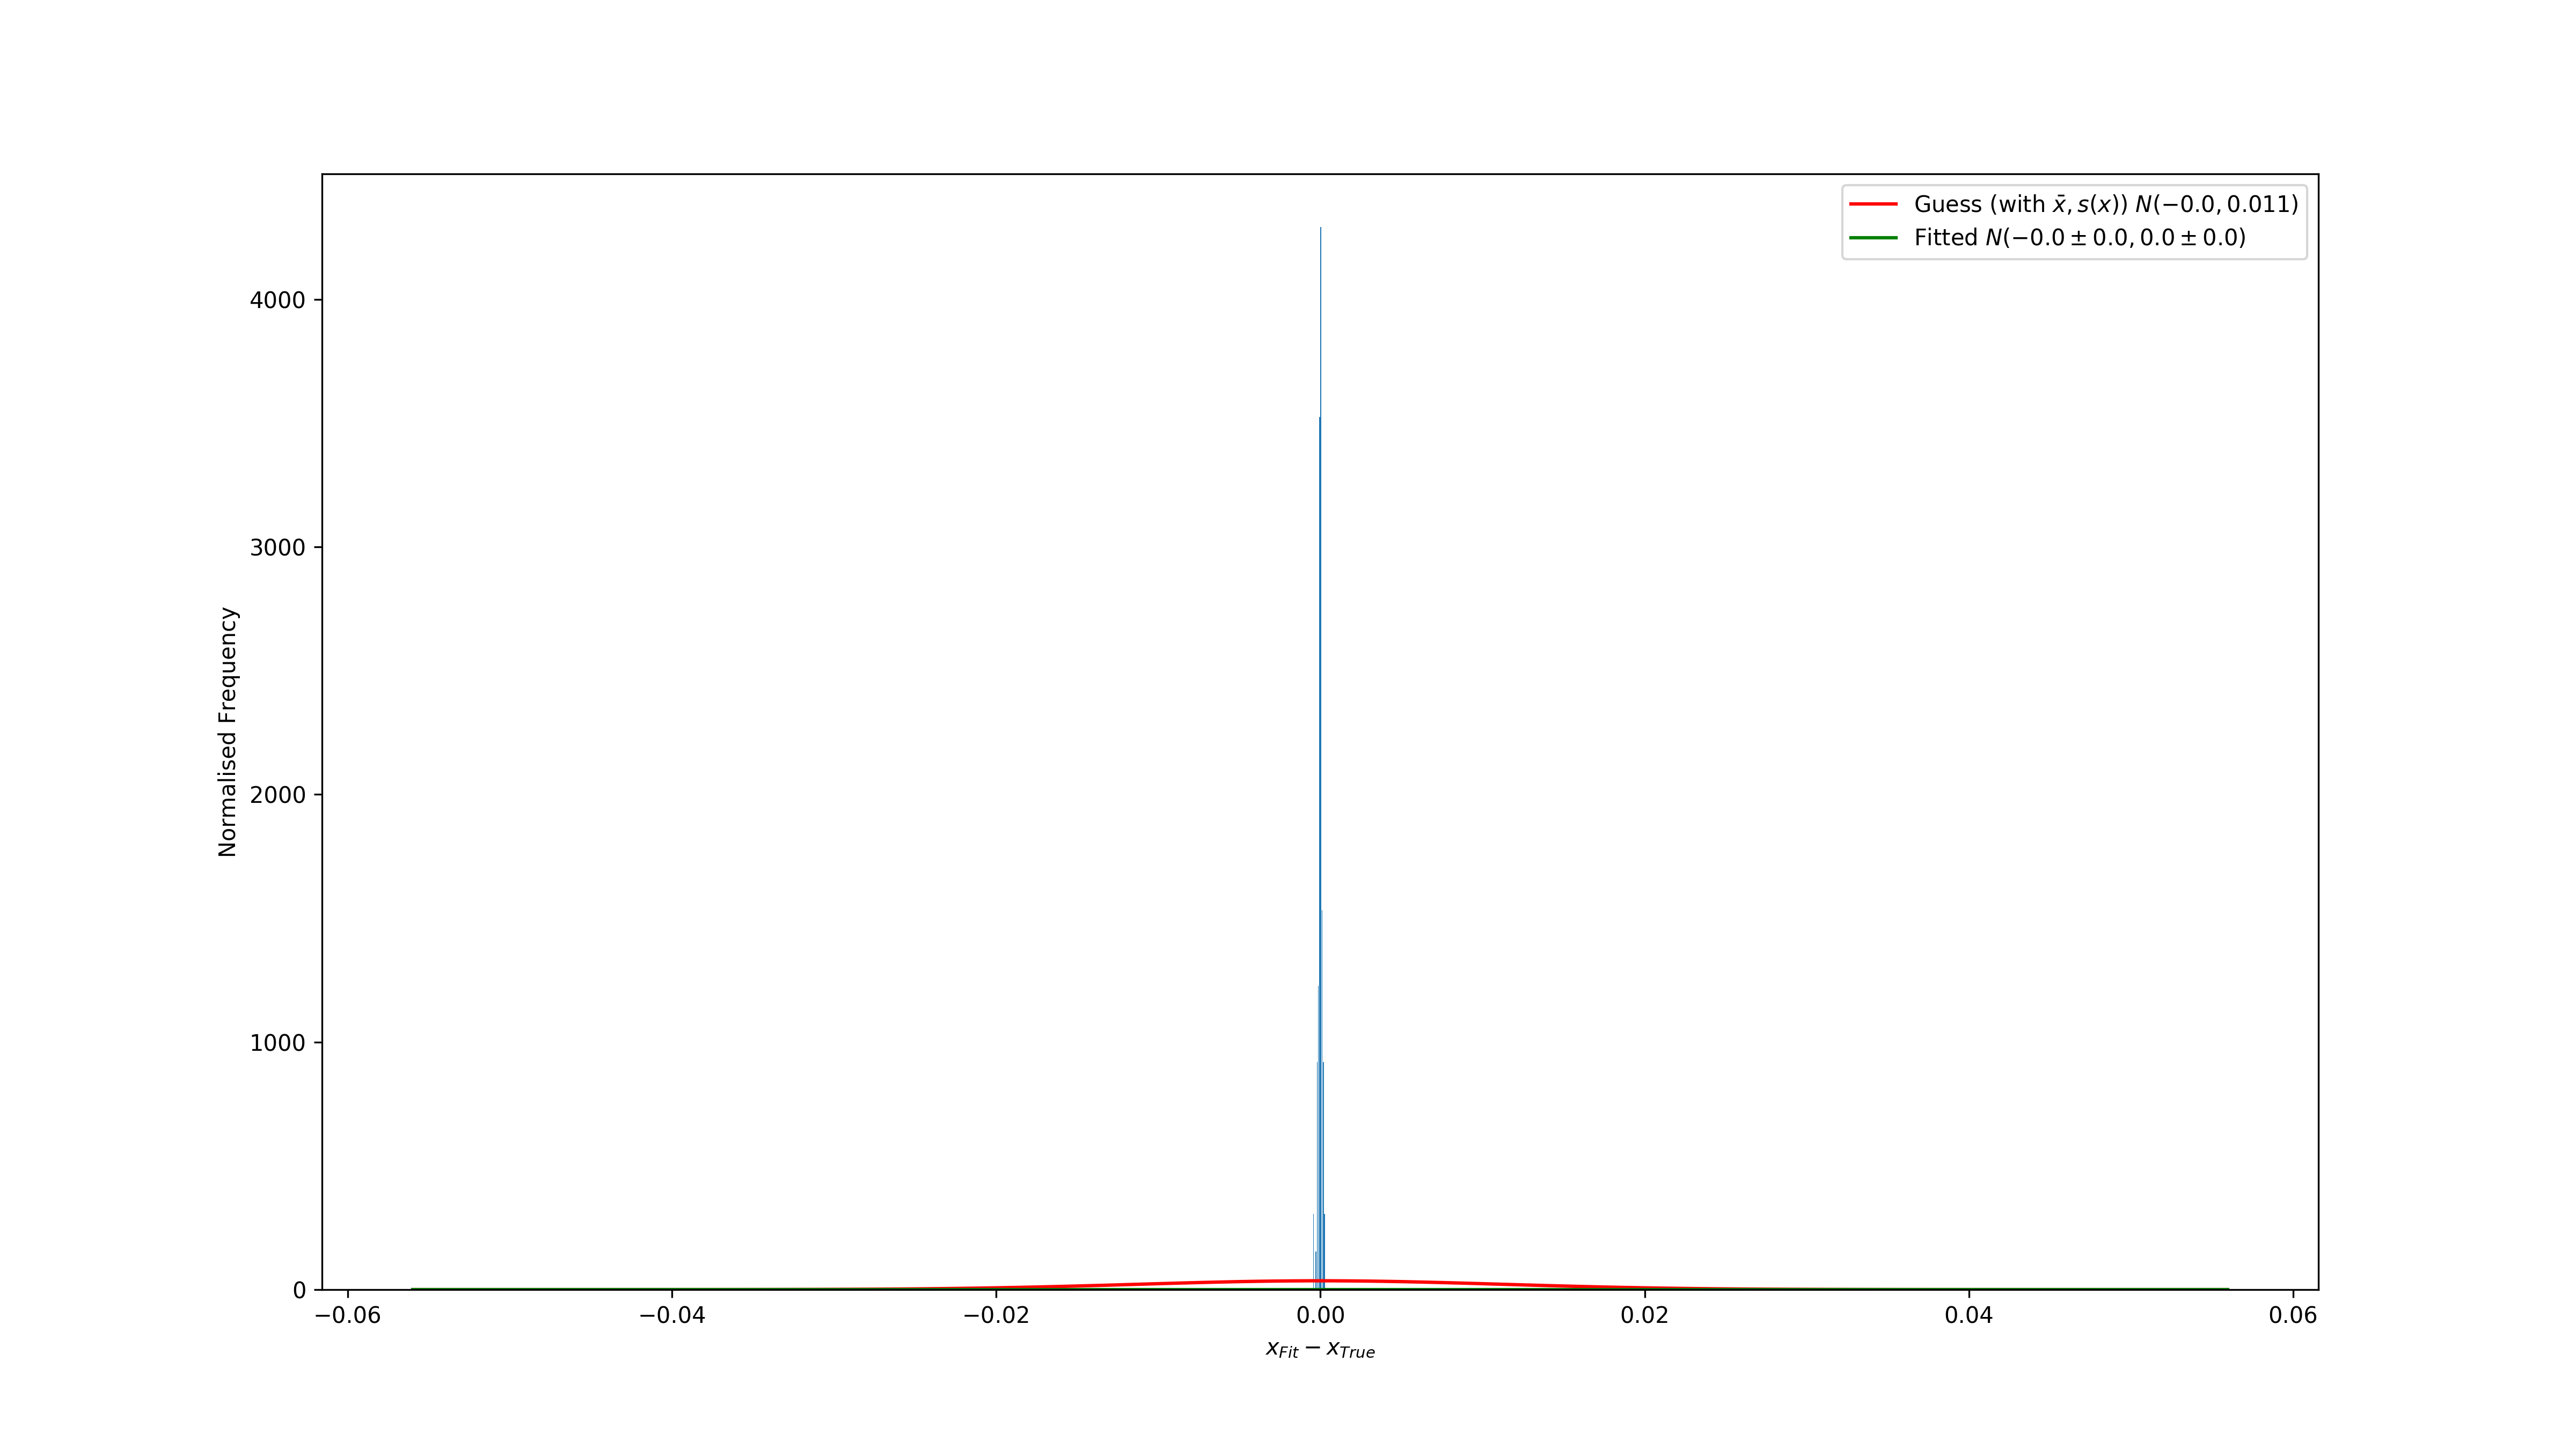 Guess (with x̄, s(x)) N(−0.0, 0.011)
Fitted N(−0.0 ± 0.0, 0.0 ± 0.0)
Normalised Frequency
4000
3000
2000
1000
0
−0.06 −0.04 −0.02 0.00 0.02 0.04 0.06
x_Fit − x_True